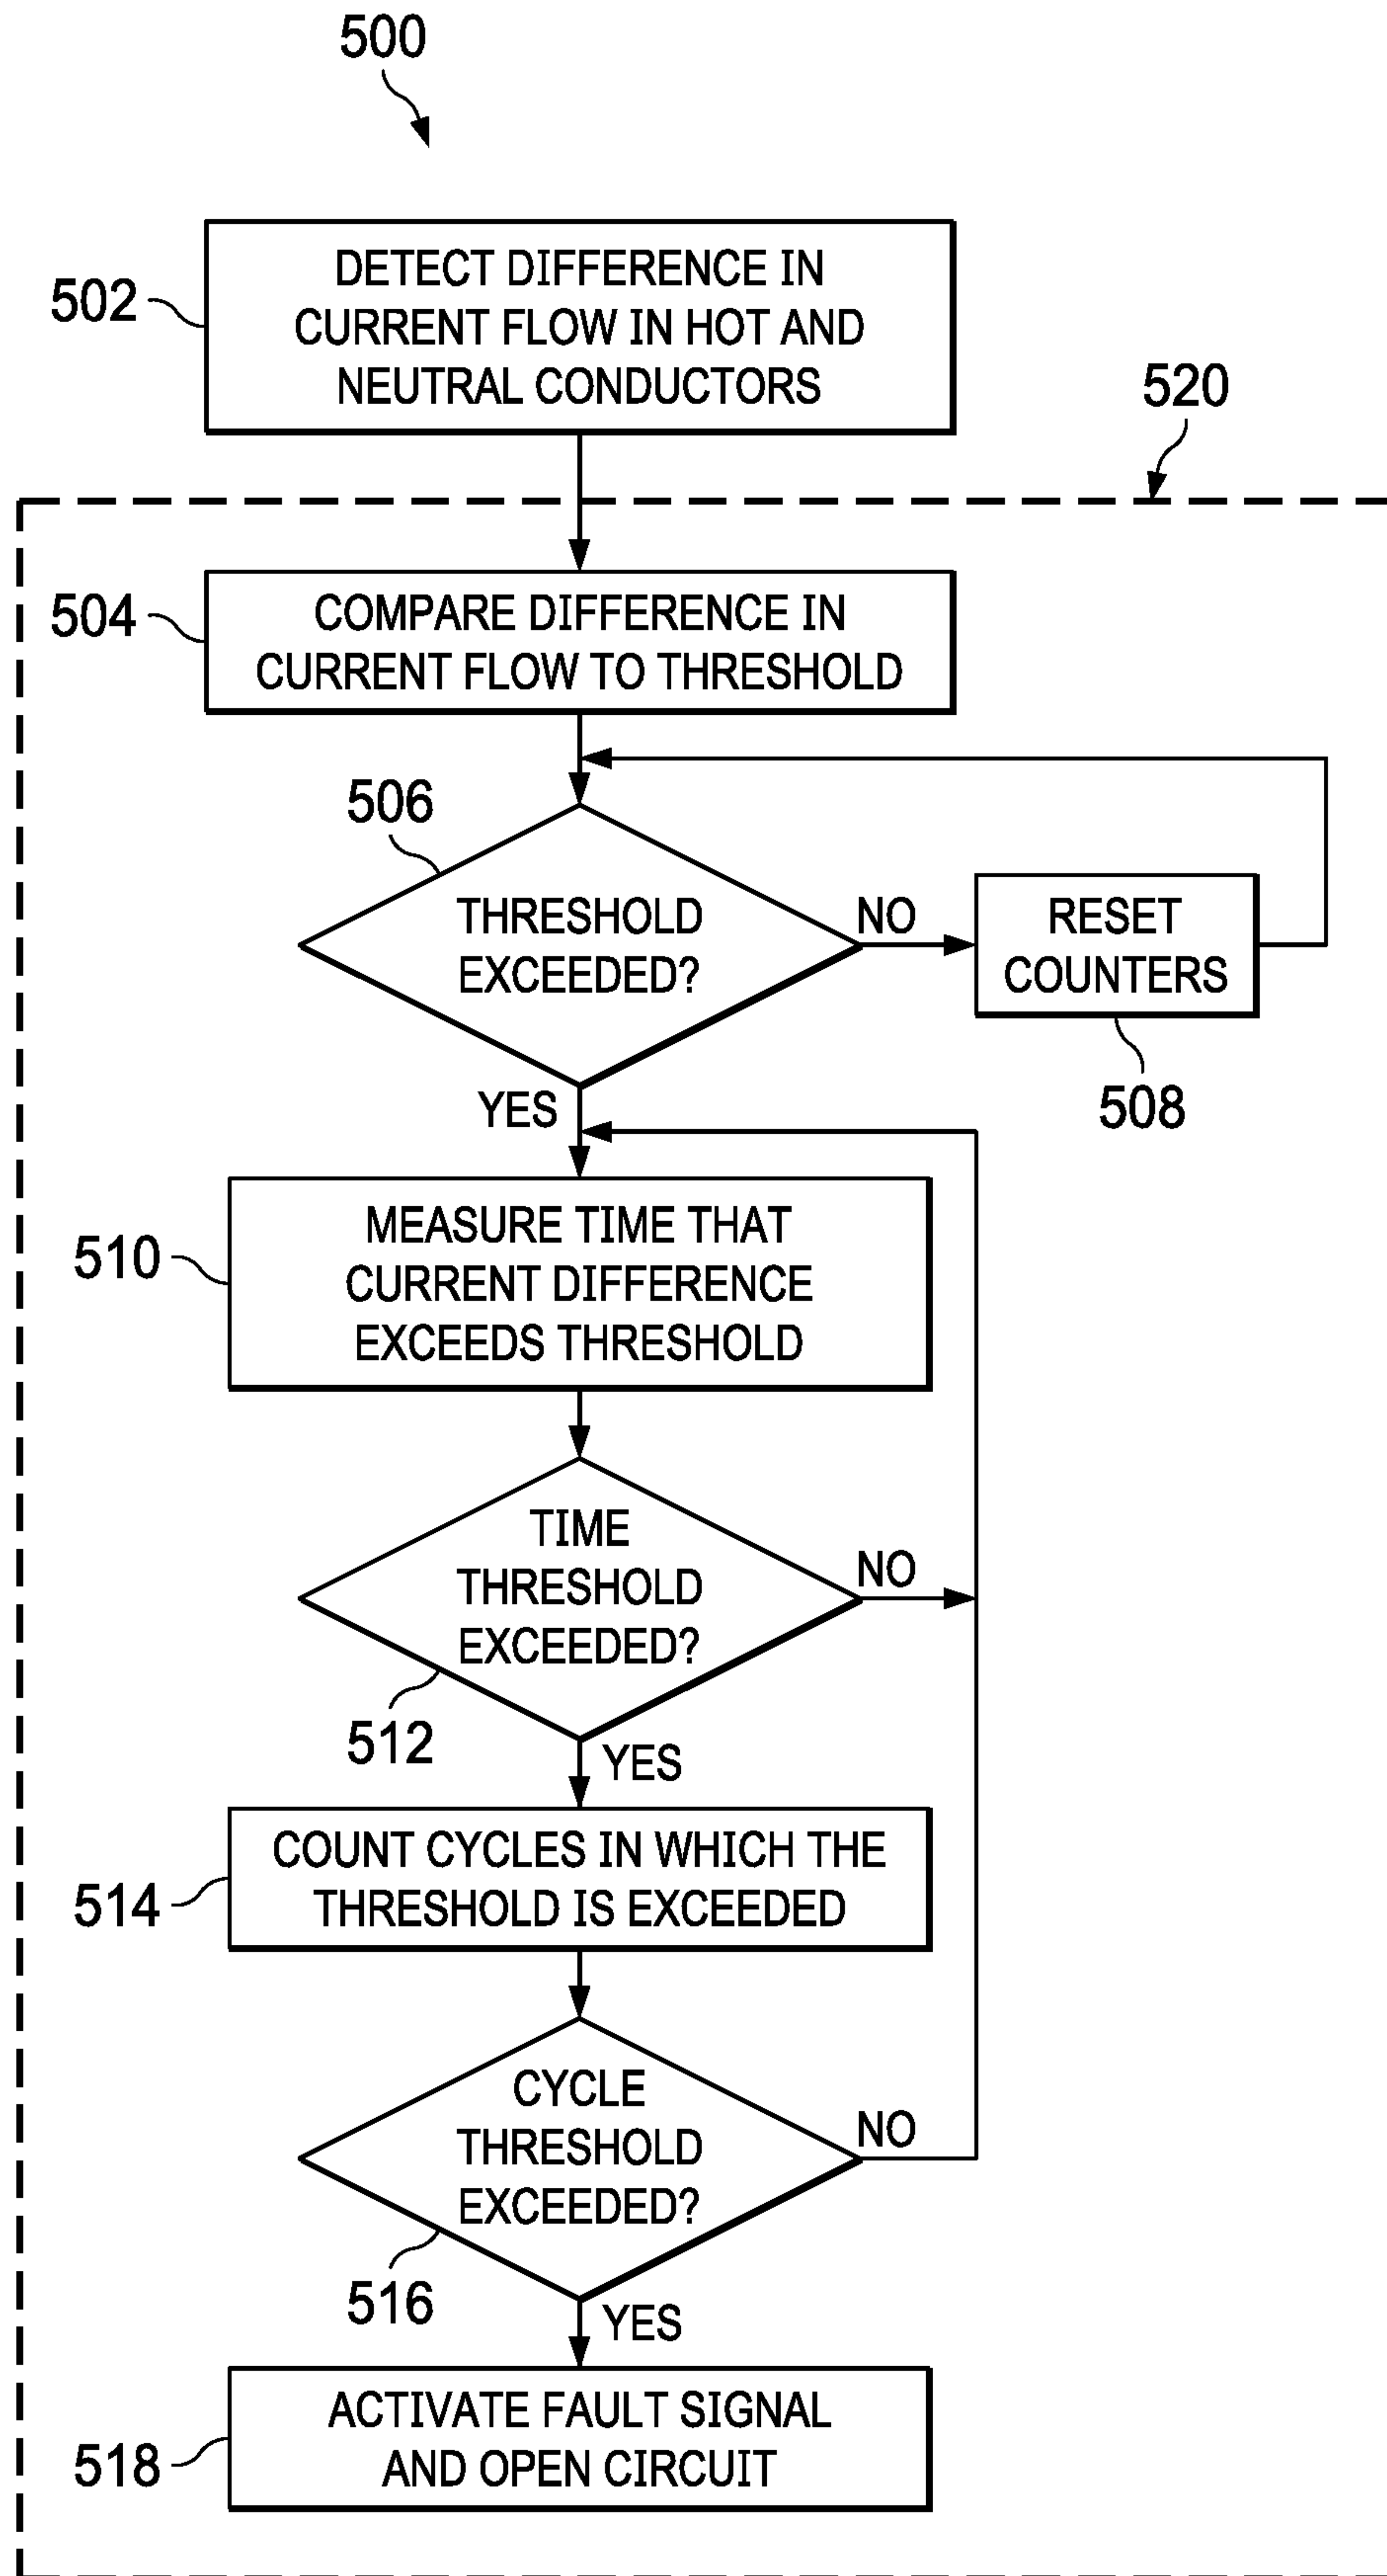 500
502
DETECT DIFFERENCE IN
CURRENT FLOW IN HOT AND
NEUTRAL CONDUCTORS
520
504
COMPARE DIFFERENCE IN
CURRENT FLOW TO THRESHOLD
506
THRESHOLD
EXCEEDED?
NO
RESET
COUNTERS
508
YES
510
MEASURE TIME THAT
CURRENT DIFFERENCE
EXCEEDS THRESHOLD
TIME
THRESHOLD
EXCEEDED?
NO
512
YES
514
COUNT CYCLES IN WHICH THE
THRESHOLD IS EXCEEDED
CYCLE
THRESHOLD
EXCEEDED?
NO
516
YES
518
ACTIVATE FAULT SIGNAL
AND OPEN CIRCUIT